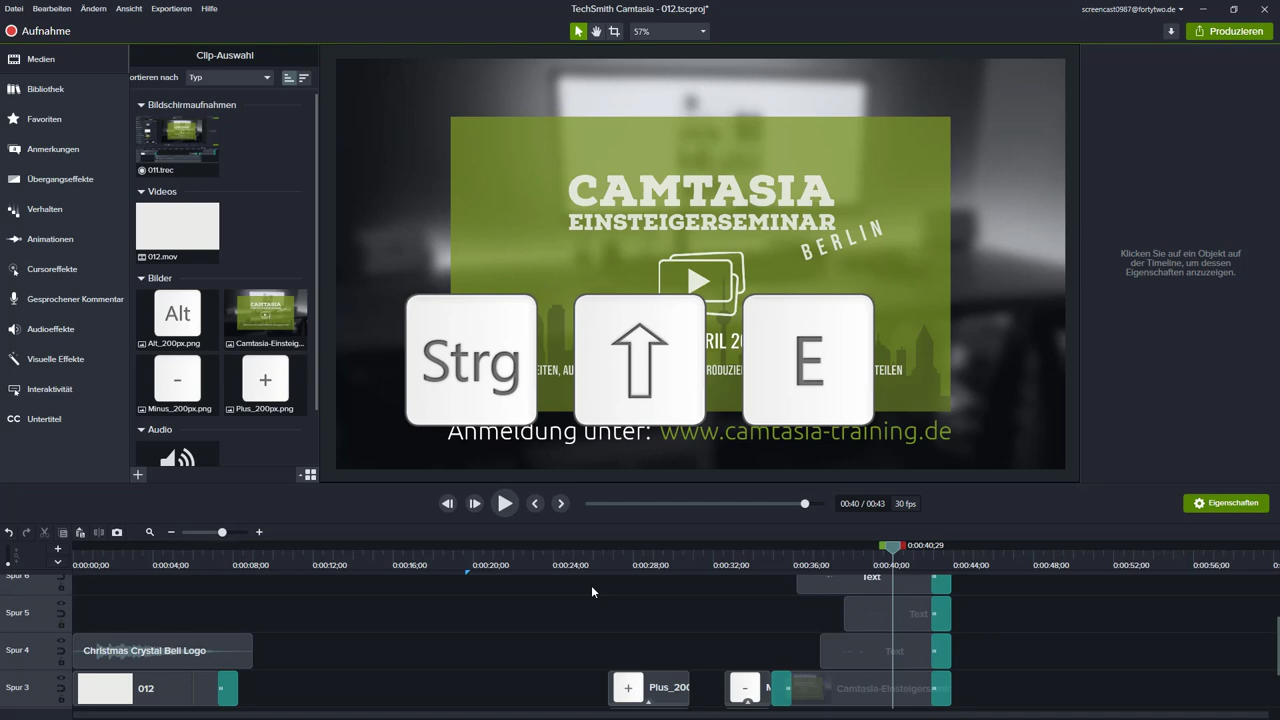 Datei Bearbeiten Ändern Ansicht Exportieren Hilfe TechSmith Camtasia - 012.tscproj* screencast0987@fortytwo.de
Aufnahme 57% Produzieren
Medien
Bibliothek
Favoriten
Anmerkungen
Übergangseffekte
Verhalten
Animationen
Cursoreffekte
Gesprochener Kommentar
Audioeffekte
Visuelle Effekte
Interaktivität
CC Untertitel
Clip-Auswahl
ortieren nach Typ
Bildschirmaufnahmen
011.trec
Videos
012.mov
Bilder
Alt
Alt_200px.png Camtasia-Einsteig...
- +
Minus_200px.png Plus_200px.png
Audio
CAMTASIA
EINSTEIGERSEMINAR
BERLIN
Strg E
Anmeldung unter: www.camtasia-training.de
Klicken Sie auf ein Objekt auf
der Timeline, um dessen
Eigenschaften anzuzeigen.
00:40 / 00:43 30 fps Eigenschaften
0:00:40;29
0:00:00;00 0:00:04;00 0:00:08;00 0:00:12;00 0:00:16;00 0:00:20;00 0:00:24;00 0:00:28;00 0:00:32;00 0:00:36;00 0:00:40;00 0:00:44;00 0:00:48;00 0:00:52;00 0:00:56;00
Spur 6 Text
Spur 5 Text
Spur 4 Christmas Crystal Bell Logo Text
Spur 3 012 + Plus_200 - Camtasia-Einsteigersemi